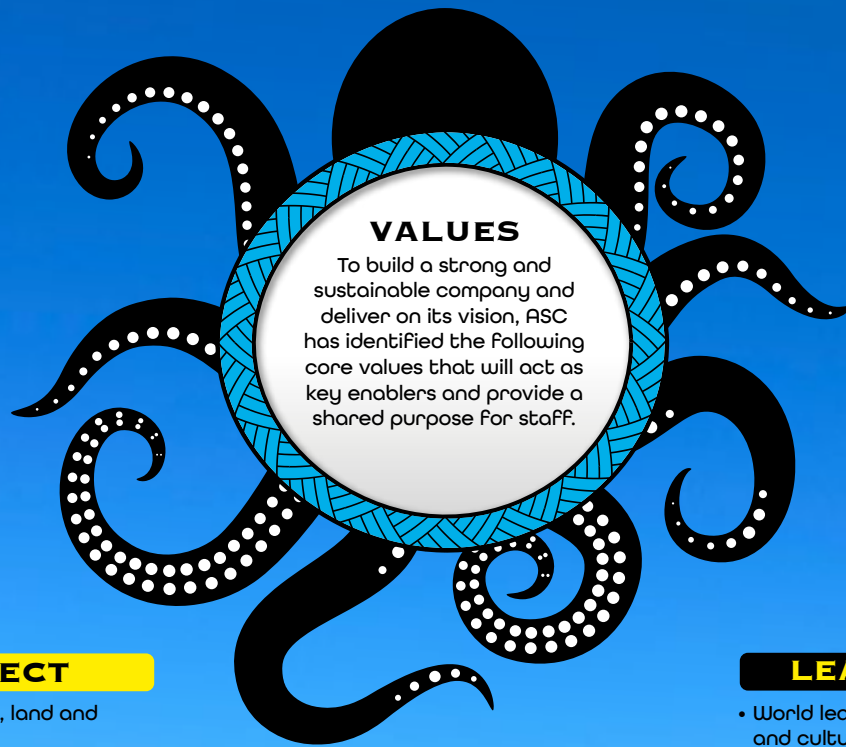 VALUES
To build a strong and
sustainable company and
deliver on its vision, ASC
has identified the following
core values that will act as
key enablers and provide a
shared purpose for staff.
ECT
, land and
LEA
• World lea
and cultu